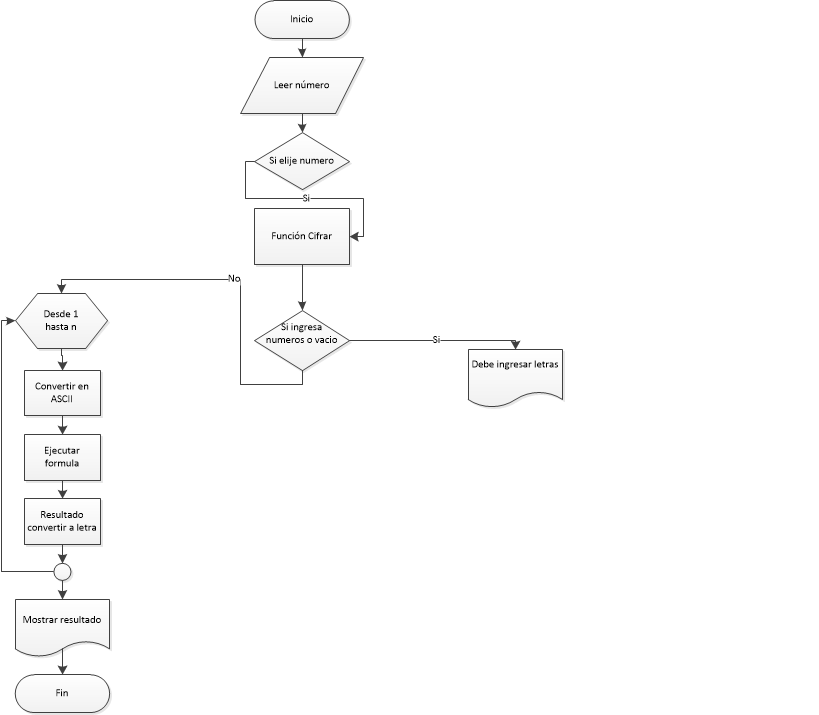 Inicio
Leer número
Si elije numero
Si
Función Cifrar
No
Desde 1
hasta n
Si ingresa
numeros o vacio
Si
Debe ingresar letras
Convertir en
ASCII
Ejecutar
formula
Resultado
convertir a letra
Mostrar resultado
Fin